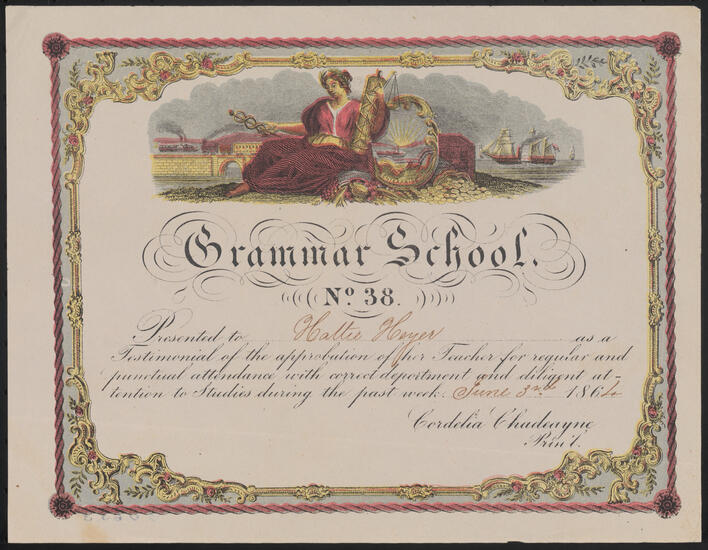 Grammar School.
No. 38.
Presented to Hattie Heyer as a
Testimonial of the approbation of her Teacher for regular and
punctual attendance with correct deportment and diligent at-
tention to Studies during the past week. June 3rd 1864
Cordelia Chadwayne
Prin'l.